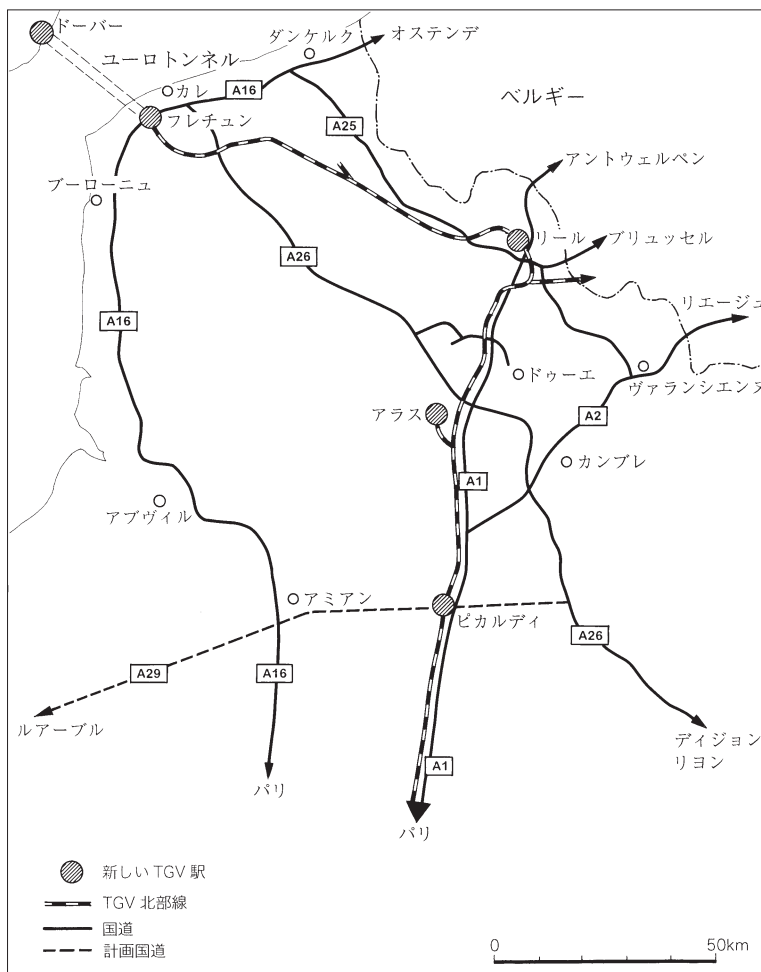 ドーバー
ダンケルク
オステンデ
ユーロトンネル
カレ
A16
ベルギー
フレチュン
A25
アントウェルペン
ブーローニュ
リール
ブリュッセル
A26
リエージュ
A16
ドゥーエ
ヴァランシエンヌ
アラス
A2
カンブレ
A1
アブヴィル
アミアン
ピカルディ
A26
A29
A16
ルアーブル
ディジョン
リヨン
A1
パリ
パリ
新しいTGV駅
TGV北部線
国道
計画国道
0 50km